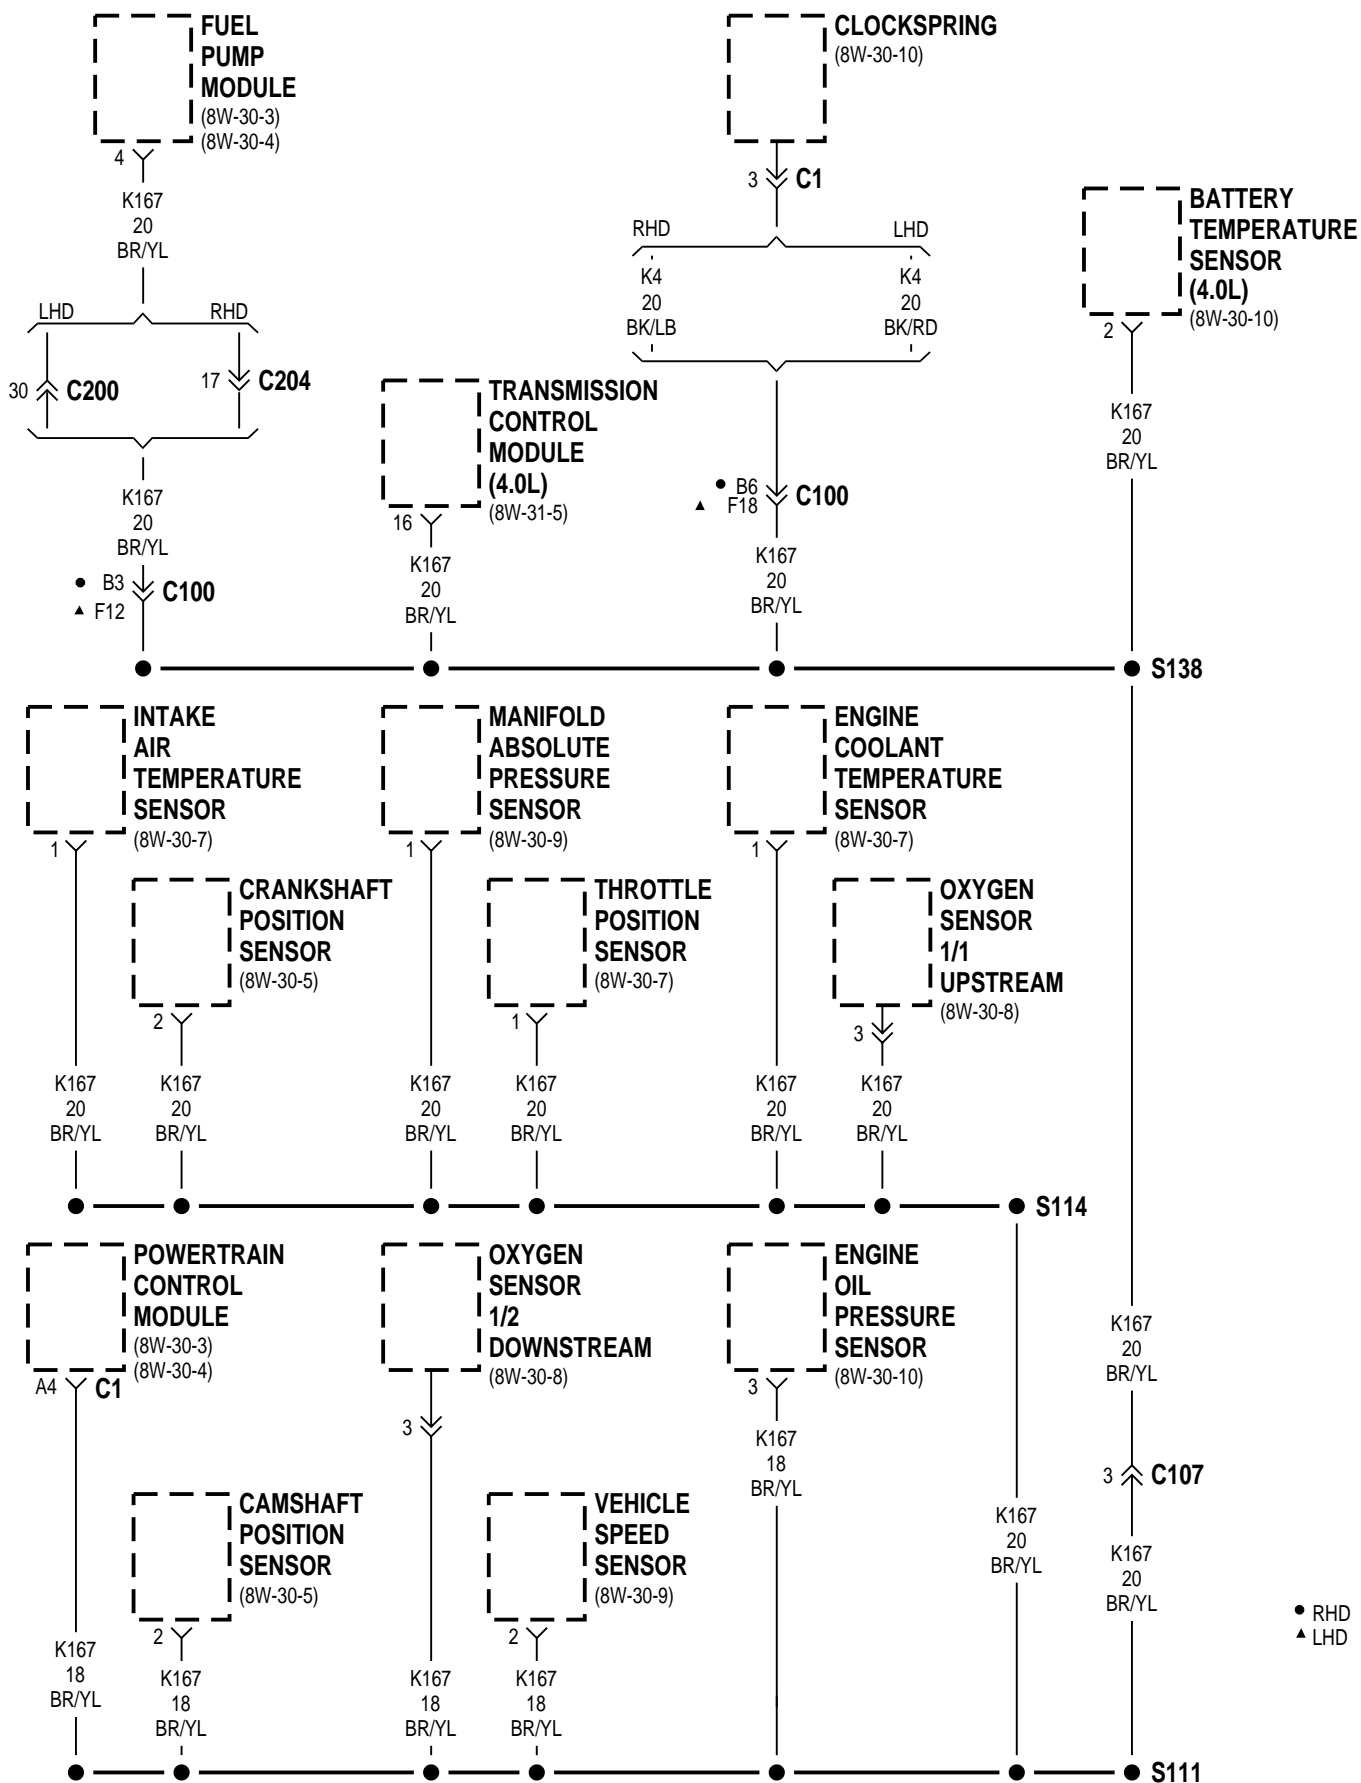 FUEL
PUMP
MODULE
(8W-30-3)
(8W-30-4)
4
K167
20
BR/YL
LHD
RHD
30
C200
17
C204
K167
20
BR/YL
● B3
▲ F12
C100
CLOCKSPRING
(8W-30-10)
3
C1
RHD
LHD
K4
20
BK/LB
K4
20
BK/RD
● B6
▲ F18
C100
K167
20
BR/YL
TRANSMISSION
CONTROL
MODULE
(4.0L)
(8W-31-5)
16
K167
20
BR/YL
BATTERY
TEMPERATURE
SENSOR
(4.0L)
(8W-30-10)
2
K167
20
BR/YL
S138
INTAKE
AIR
TEMPERATURE
SENSOR
(8W-30-7)
1
K167
20
BR/YL
CRANKSHAFT
POSITION
SENSOR
(8W-30-5)
2
K167
20
BR/YL
MANIFOLD
ABSOLUTE
PRESSURE
SENSOR
(8W-30-9)
1
K167
20
BR/YL
THROTTLE
POSITION
SENSOR
(8W-30-7)
1
K167
20
BR/YL
ENGINE
COOLANT
TEMPERATURE
SENSOR
(8W-30-7)
1
K167
20
BR/YL
OXYGEN
SENSOR
1/1
UPSTREAM
(8W-30-8)
3
K167
20
BR/YL
S114
POWERTRAIN
CONTROL
MODULE
(8W-30-3)
(8W-30-4)
A4
C1
K167
18
BR/YL
CAMSHAFT
POSITION
SENSOR
(8W-30-5)
2
K167
18
BR/YL
OXYGEN
SENSOR
1/2
DOWNSTREAM
(8W-30-8)
3
K167
18
BR/YL
VEHICLE
SPEED
SENSOR
(8W-30-9)
2
K167
18
BR/YL
ENGINE
OIL
PRESSURE
SENSOR
(8W-30-10)
3
K167
18
BR/YL
K167
20
BR/YL
K167
20
BR/YL
3
C107
K167
20
BR/YL
● RHD
▲ LHD
S111